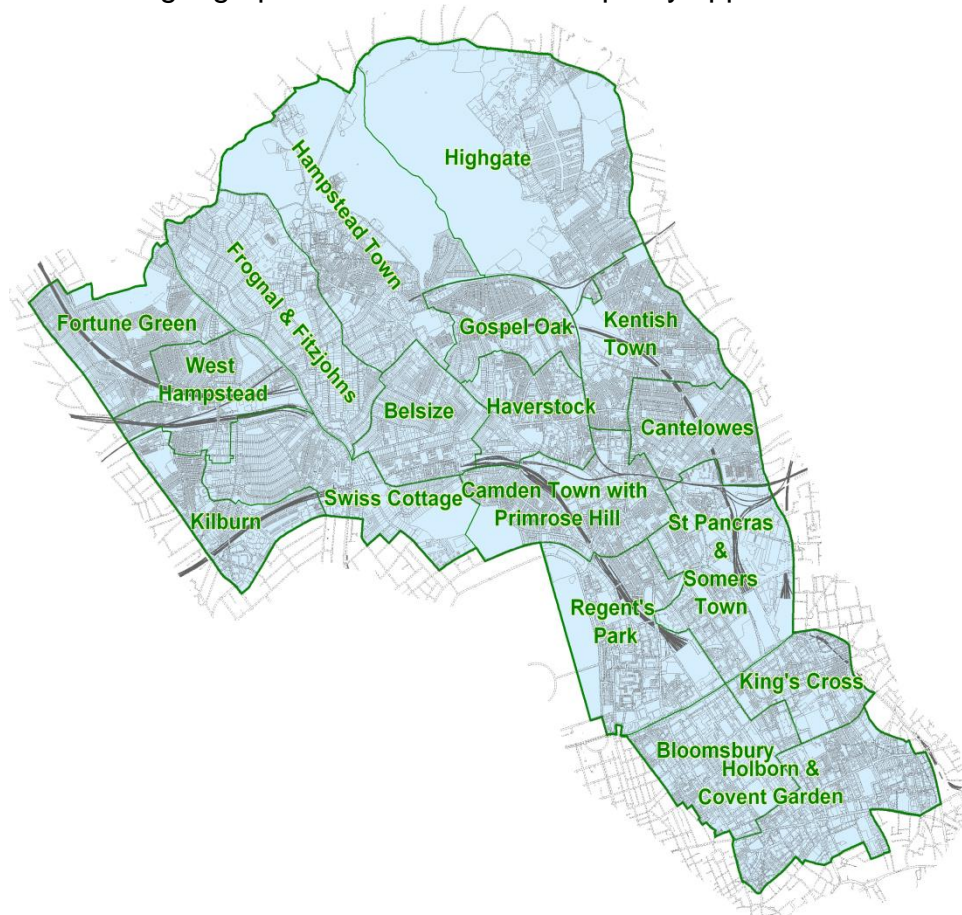 Highgate
Hampstead Town
Frognal & Fitzjohns
Fortune Green
Gospel Oak
Kentish
Town
West
Hampstead
Belsize
Haverstock
Cantelowes
Kilburn
Swiss Cottage
Camden Town with
Primrose Hill
St Pancras
&
Somers
Town
Regent's
Park
King's Cross
Bloomsbury
Holborn &
Covent Garden